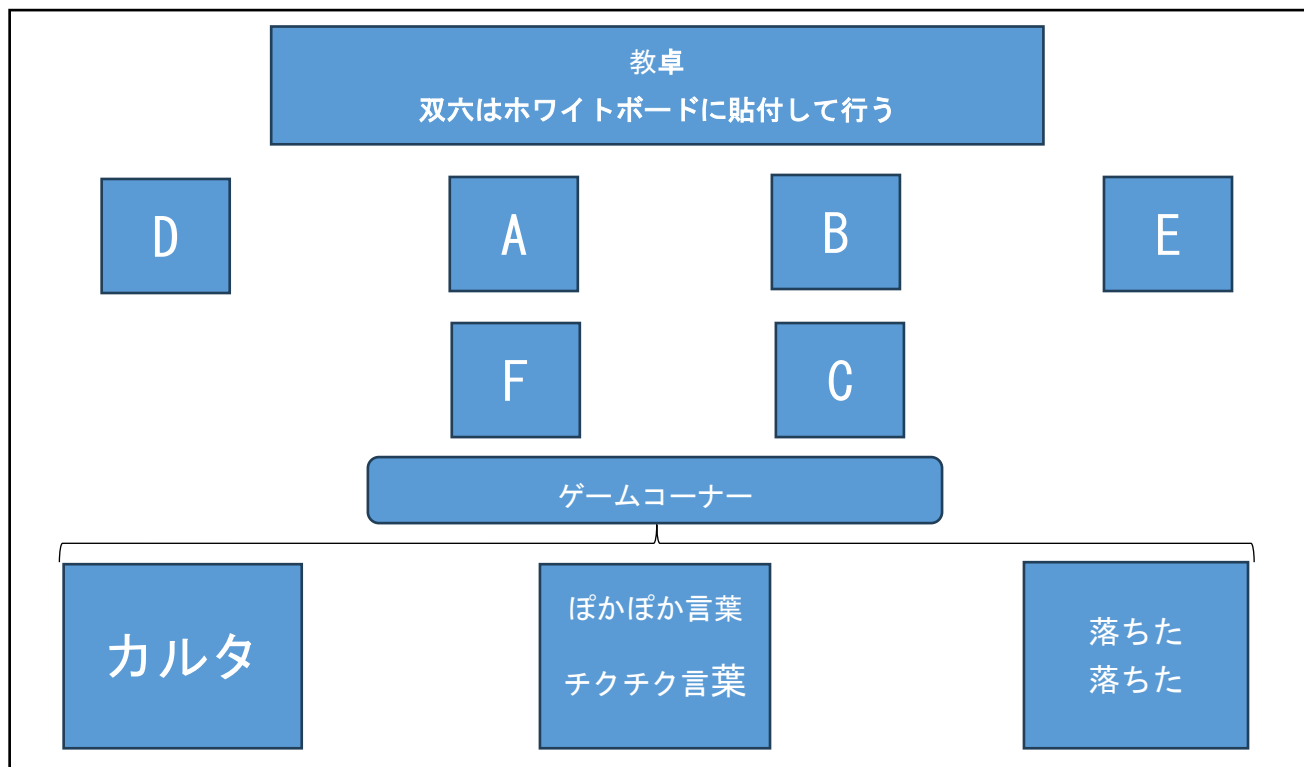 教卓
双六はホワイトボードに貼付して行う
D
A
B
E
F
C
ゲームコーナー
カルタ
ぽかぽか言葉
チクチク言葉
落ちた
落ちた